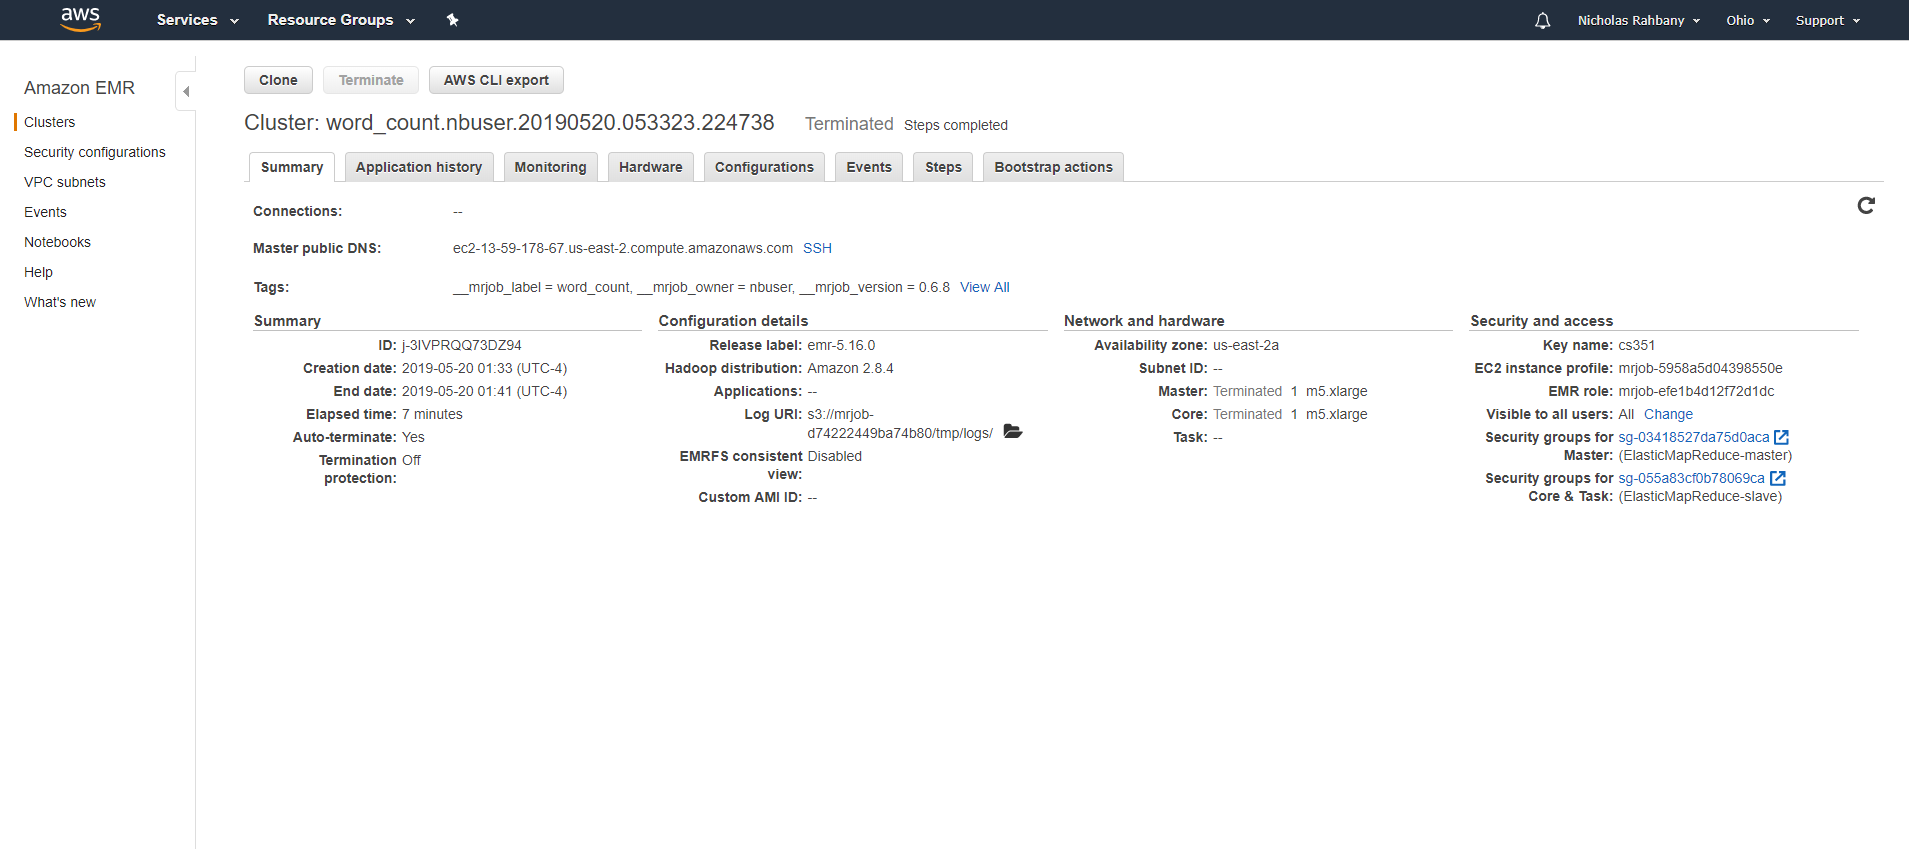 aws Services Resource Groups Nicholas Rahbany Ohio Support
Amazon EMR
Clusters
Security configurations
VPC subnets
Events
Notebooks
Help
What's new
Clone Terminate AWS CLI export
Cluster: word_count.nbuser.20190520.053323.224738 Terminated Steps completed
Summary Application history Monitoring Hardware Configurations Events Steps Bootstrap actions
Connections: --
Master public DNS: ec2-13-59-178-67.us-east-2.compute.amazonaws.com SSH
Tags: __mrjob_label = word_count, __mrjob_owner = nbuser, __mrjob_version = 0.6.8 View All
Summary
ID: j-3IVPRQQ73DZ94
Creation date: 2019-05-20 01:33 (UTC-4)
End date: 2019-05-20 01:41 (UTC-4)
Elapsed time: 7 minutes
Auto-terminate: Yes
Termination Off
protection:
Configuration details
Release label: emr-5.16.0
Hadoop distribution: Amazon 2.8.4
Applications: --
Log URI: s3://mrjob-
d74222449ba74b80/tmp/logs/
EMRFS consistent Disabled
view:
Custom AMI ID: --
Network and hardware
Availability zone: us-east-2a
Subnet ID: --
Master: Terminated 1 m5.xlarge
Core: Terminated 1 m5.xlarge
Task: --
Security and access
Key name: cs351
EC2 instance profile: mrjob-5958a5d04398550e
EMR role: mrjob-efe1b4d12f72d1dc
Visible to all users: All Change
Security groups for sg-03418527da75d0aca
Master: (ElasticMapReduce-master)
Security groups for sg-055a83cf0b78069ca
Core & Task: (ElasticMapReduce-slave)